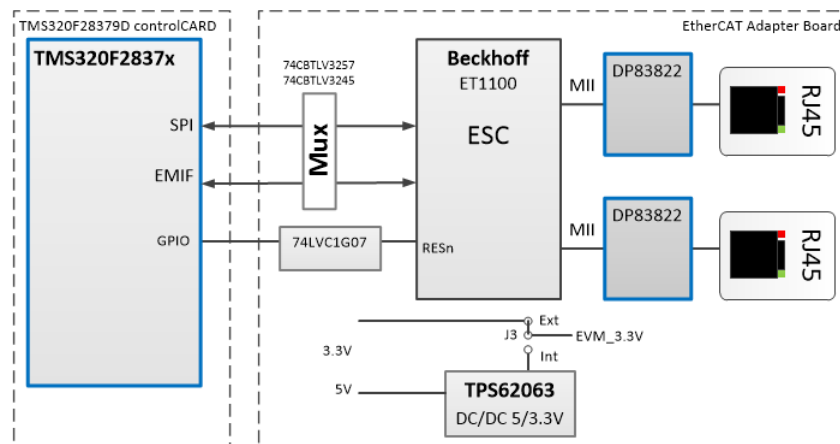 TMS320F28379D controlCARD
EtherCAT Adapter Board
TMS320F2837x
SPI
EMIF
GPIO
74CBTLV3257
74CBTLV3245
Mux
74LVC1G07
Beckhoff
ET1100
ESC
RESn
MII
DP83822
RJ45
MII
DP83822
RJ45
Ext
J3
EVM_3.3V
3.3V
Int
5V
TPS62063
DC/DC 5/3.3V